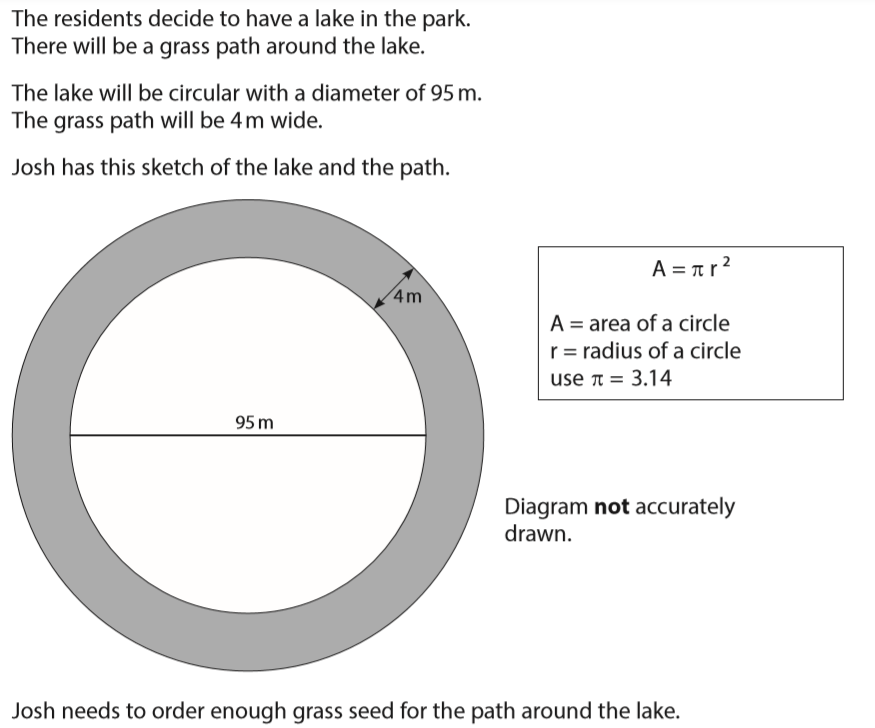 The residents decide to have a lake in the park.
There will be a grass path around the lake.
The lake will be circular with a diameter of 95 m.
The grass path will be 4 m wide.
Josh has this sketch of the lake and the path.
4 m
95 m
A = π r²
A = area of a circle
r = radius of a circle
use π = 3.14
Diagram not accurately
drawn.
Josh needs to order enough grass seed for the path around the lake.